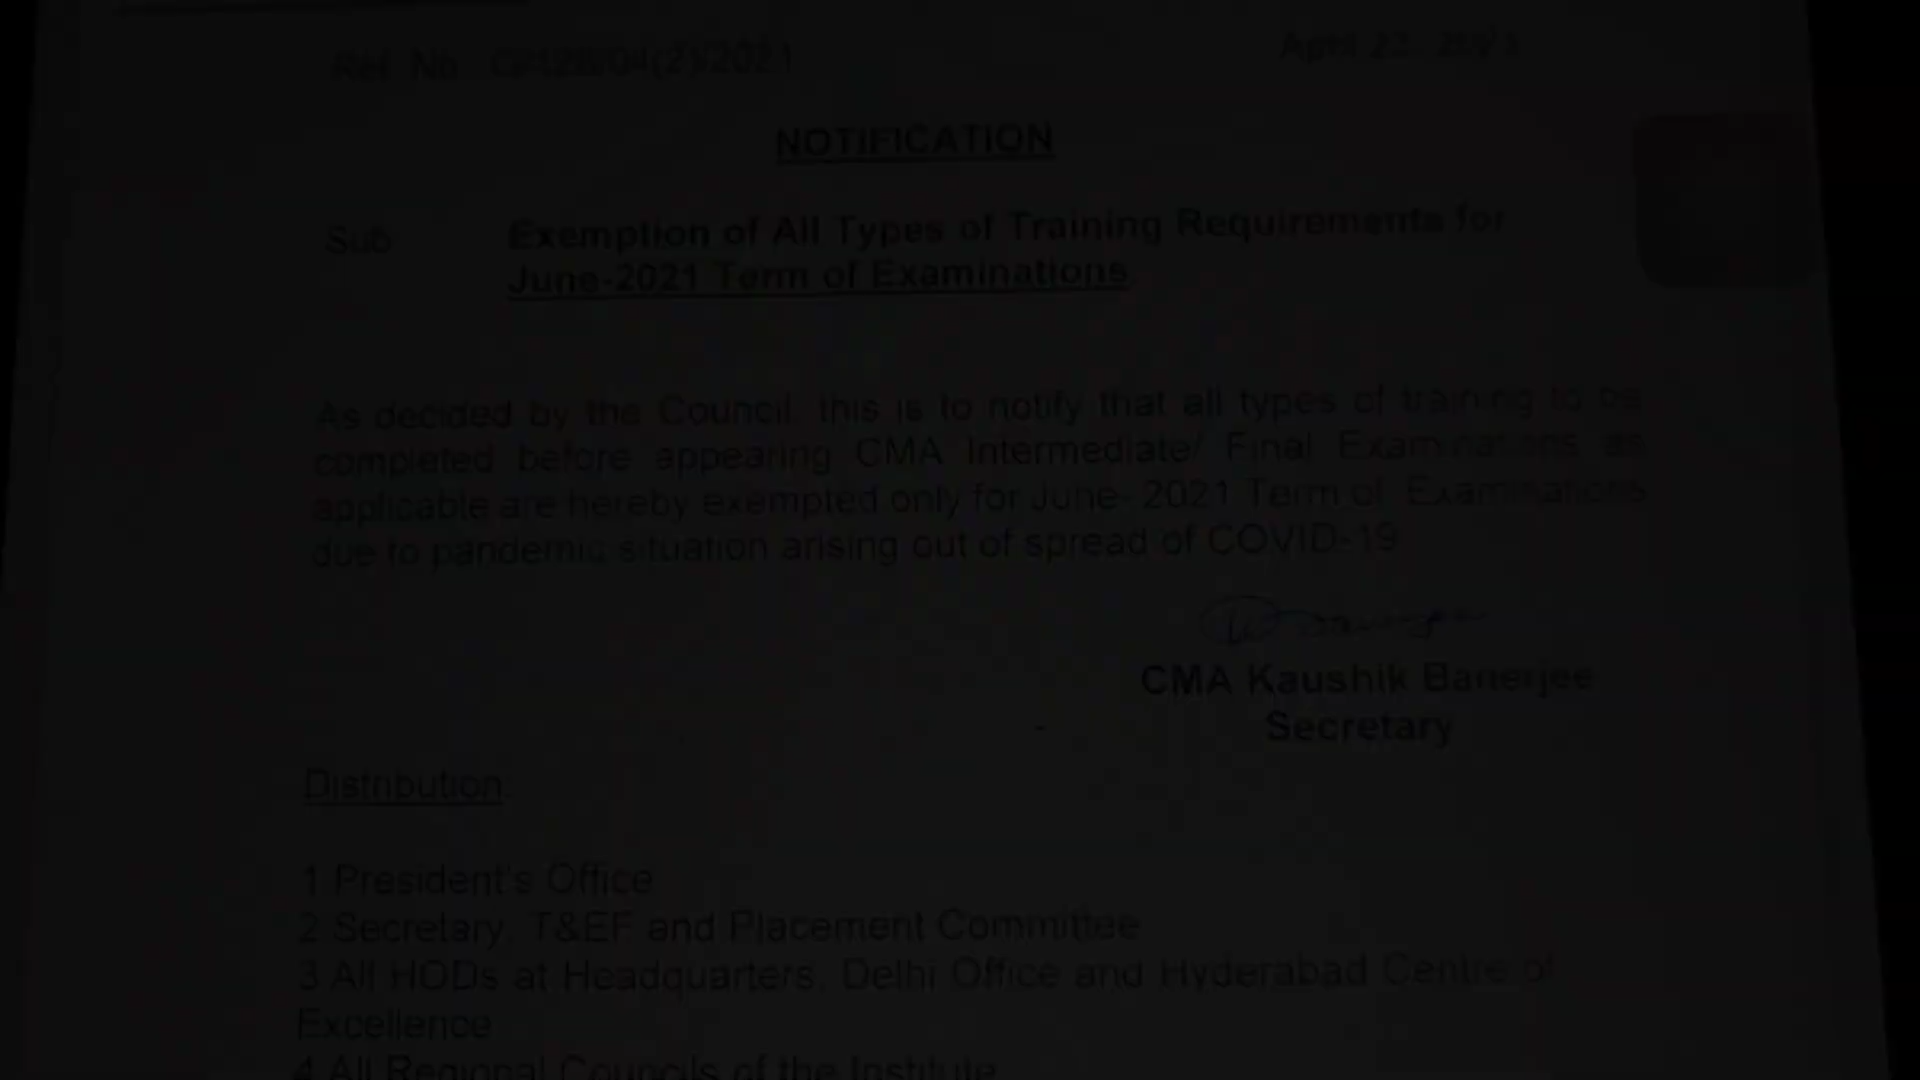 Ref. No.
April
NOTIFICATION
Sub
Exemption of All Types of Training Requirements for
June-2021 Term of Examinations
As decided by the Council, this is to notify that all types of training to be
completed before appearing CMA Intermediate/ Final Examinations as
applicable are hereby exempted only for June- 2021 Term of Examinations
due to pandemic situation arising out of spread of COVID-19
CMA Kaushik Banerjee
Secretary
Distribution
1 President's Office
2 Secretary, T&EF and Placement Committee
3 All HODs at Headquarters, Delhi Office and Hyderabad Centre of
Excellence
4 All Regional Councils of the Institute